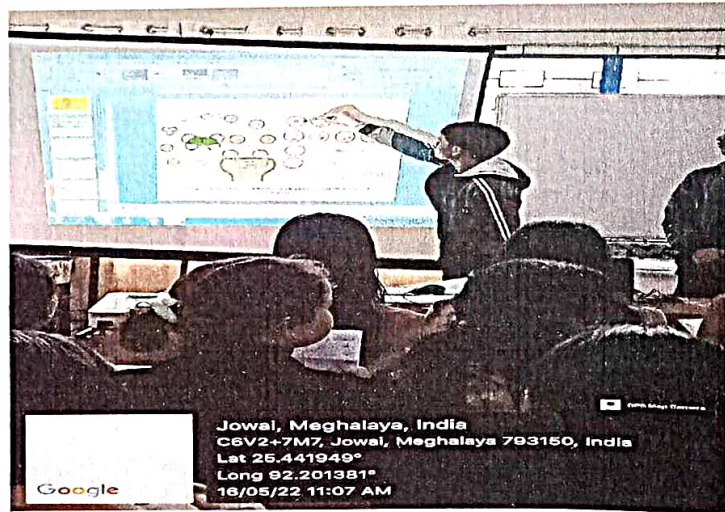 GPS Map Camera
Jowai, Meghalaya, India
C6V2+7M7, Jowai, Meghalaya 793150, India
Lat 25.441949°
Long 92.201381°
16/05/22 11:07 AM
Google